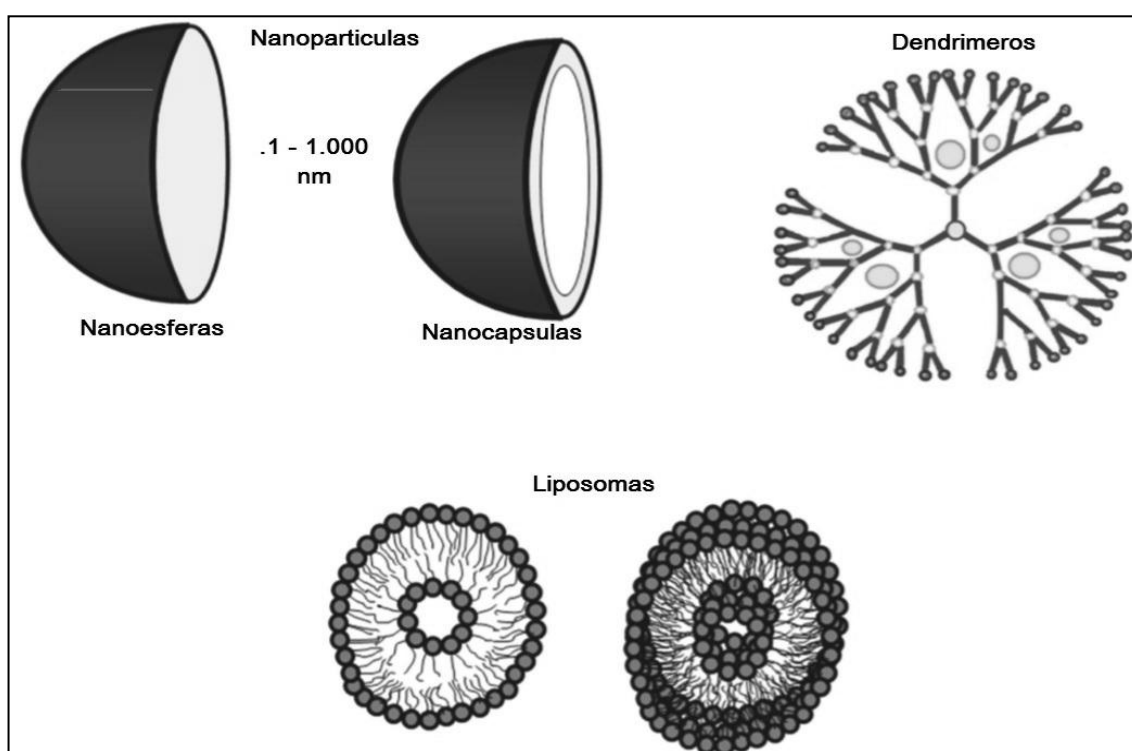 Nanoparticulas
Dendrimeros
.1 - 1.000
nm
Nanoesferas
Nanocapsulas
Liposomas